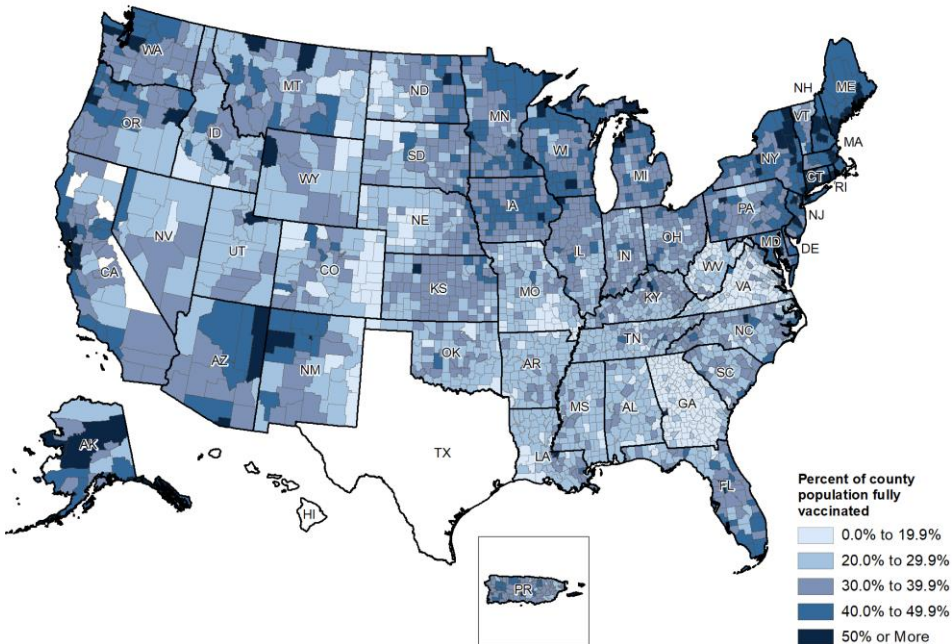 WA
MT
ND
MN
NH
ME
VT
OR
ID
WY
SD
WI
MI
NY
MA
CT
RI
NV
UT
CO
NE
IA
IL
IN
OH
PA
NJ
MD
DE
CA
KS
MO
KY
WV
VA
AZ
NM
OK
AR
TN
NC
SC
MS
AL
GA
LA
TX
FL
AK
HI
PR
Percent of county
population fully
vaccinated
0.0% to 19.9%
20.0% to 29.9%
30.0% to 39.9%
40.0% to 49.9%
50% or More